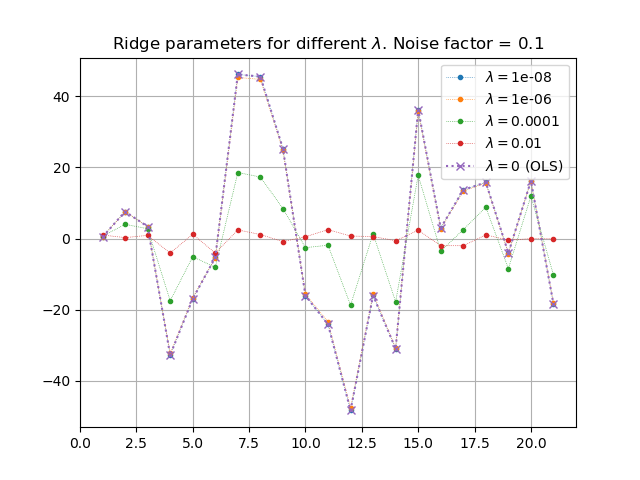 Ridge parameters for different λ. Noise factor = 0.1
λ = 1e-08
λ = 1e-06
λ = 0.0001
λ = 0.01
λ = 0 (OLS)
40
20
0
−20
−40
0.0 2.5 5.0 7.5 10.0 12.5 15.0 17.5 20.0